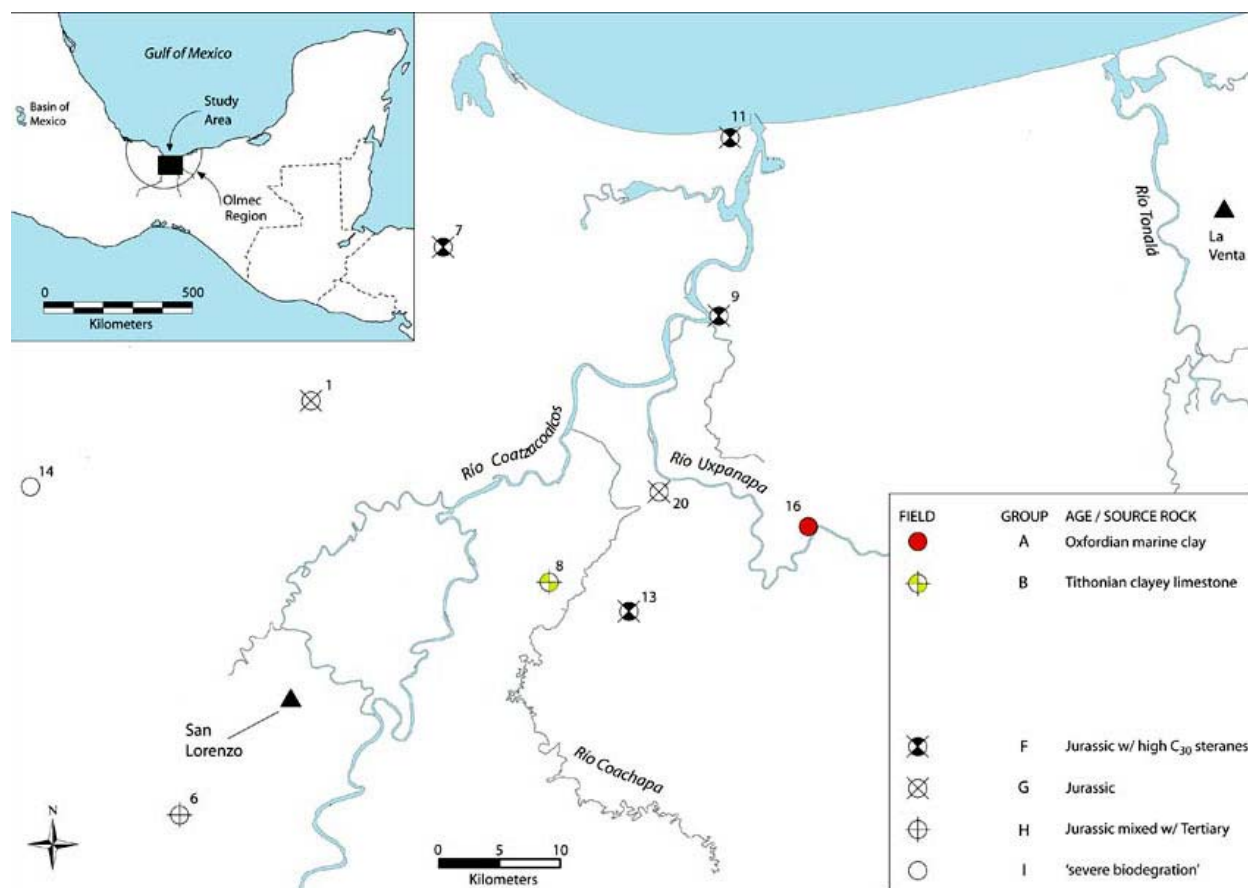 Gulf of Mexico
Basin of
Mexico
Study
Area
Olmec
Region
0 500
Kilometers
11
7
9
1
14
20
16
8
13
6
Río Tonalá
La
Venta
Río Coatzacoalcos
Río Uxpanapa
San
Lorenzo
Río Coachapa
N
0 5 10
Kilometers
FIELD GROUP AGE / SOURCE ROCK
A Oxfordian marine clay
B Tithonian clayey limestone
F Jurassic w/ high C30 steranes
G Jurassic
H Jurassic mixed w/ Tertiary
I 'severe biodegration'